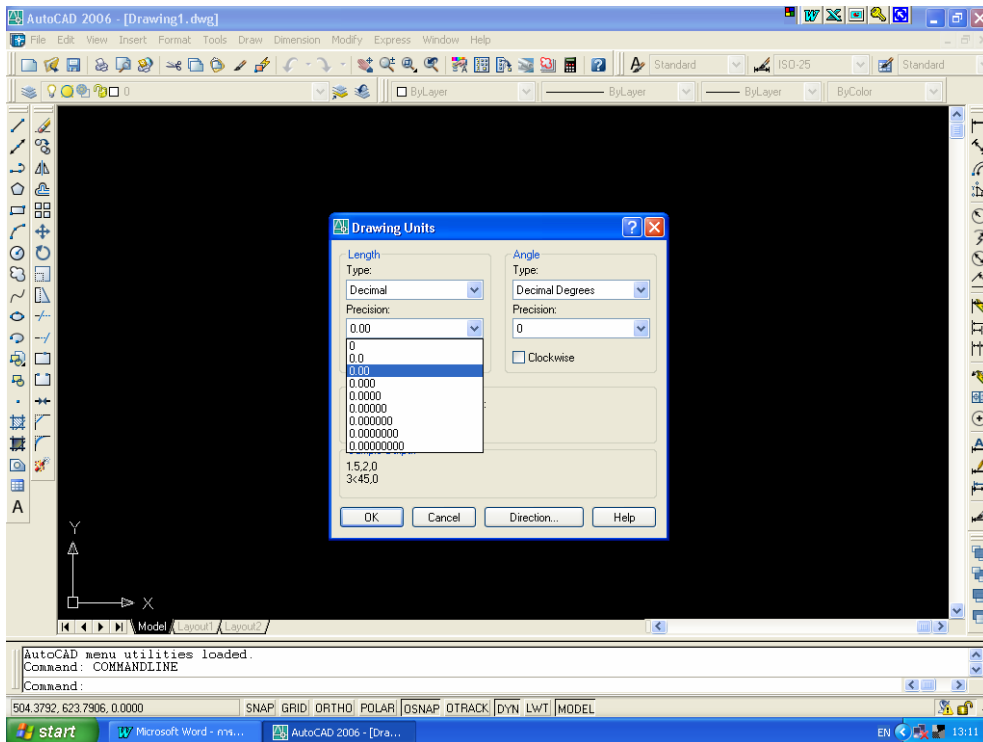 AutoCAD 2006 - [Drawing1.dwg]
File Edit View Insert Format Tools Draw Dimension Modify Express Window Help
Standard ISO-25 Standard
0 ByLayer ByLayer ByLayer ByColor
Drawing Units
Length Angle
Type: Type:
Decimal Decimal Degrees
Precision: Precision:
0.00 0
0
0.0 Clockwise
0.00
0.000
0.0000
0.00000
0.000000
0.0000000
0.00000000
1.5,2,0
3<45,0
OK Cancel Direction... Help
Y
X
A
Model Layout1 Layout2
AutoCAD menu utilities loaded.
Command: COMMANDLINE
Command:
504.3792, 623.7906, 0.0000 SNAP GRID ORTHO POLAR OSNAP OTRACK DYN LWT MODEL
start Microsoft Word - การ... AutoCAD 2006 - [Dra... EN 13:11